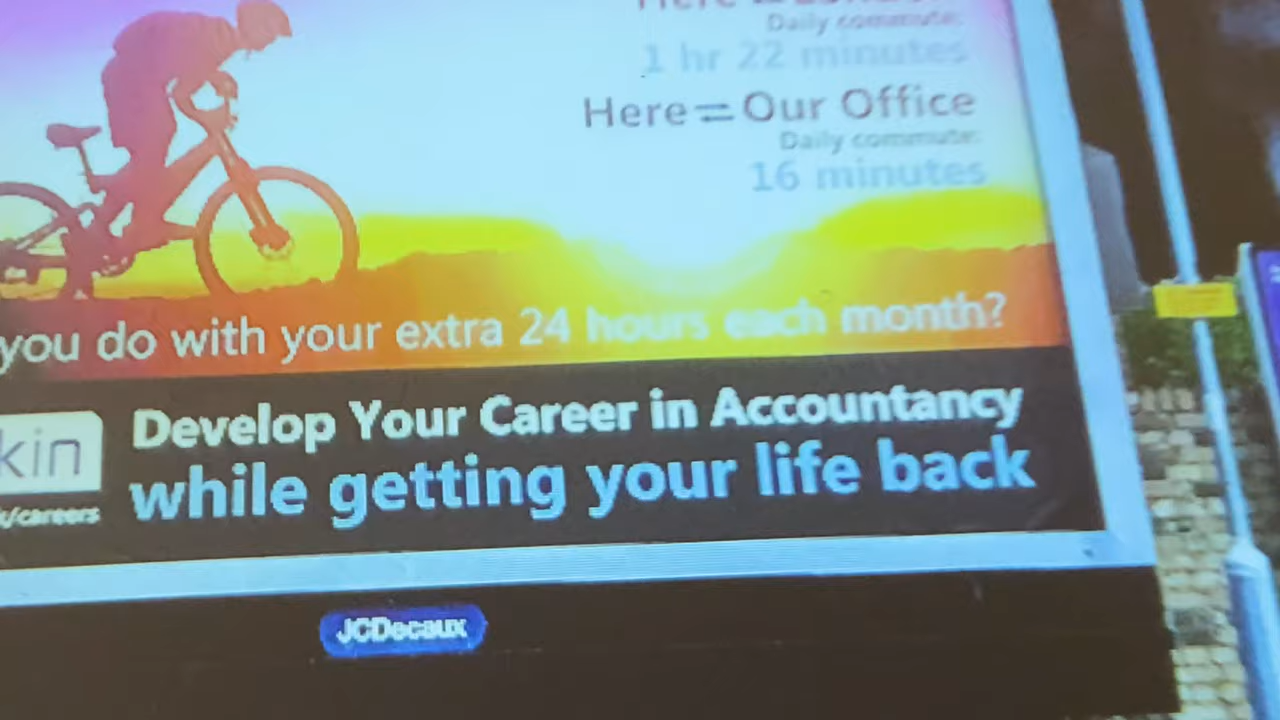 Daily commute:
1 hr 22 minutes
Here ⇌ Our Office
Daily commute:
16 minutes
you do with your extra 24 hours each month?
kin
/careers
Develop Your Career in Accountancy
while getting your life back
JCDecaux